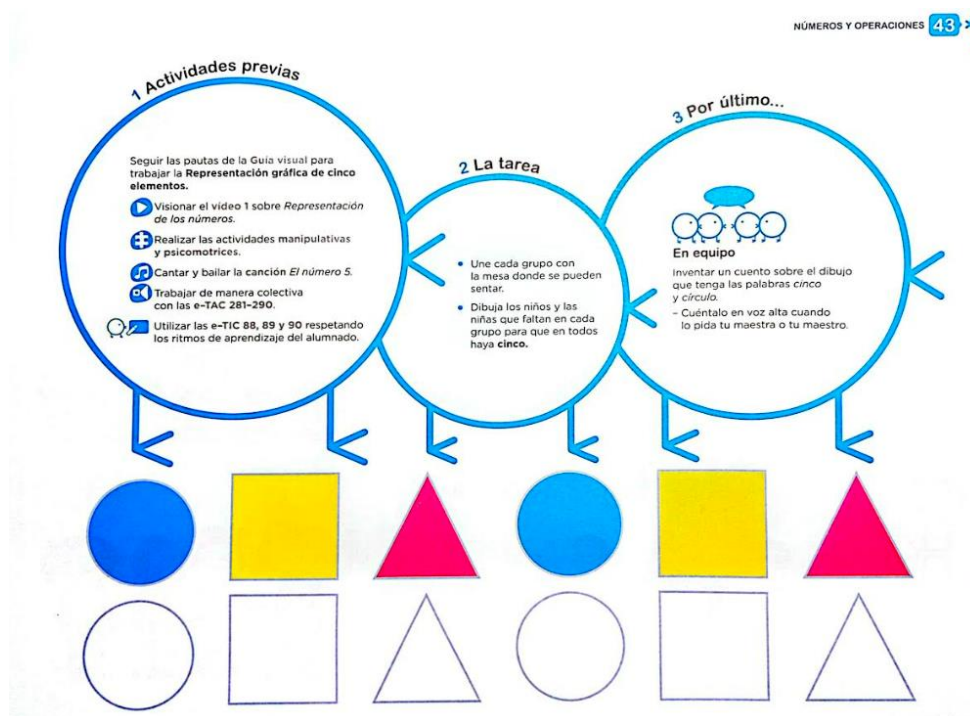 NÚMEROS Y OPERACIONES 43
1 Actividades previas
Seguir las pautas de la Guía visual para
trabajar la Representación gráfica de cinco
elementos.
Visionar el vídeo 1 sobre Representación
de los números.
Realizar las actividades manipulativas
y psicomotrices.
Cantar y bailar la canción El número 5.
Trabajar de manera colectiva
con las e-TAC 281-290.
Utilizar las e-TIC 88, 89 y 90 respetando
los ritmos de aprendizaje del alumnado.
2 La tarea
• Une cada grupo con
la mesa donde se pueden
sentar.
• Dibuja los niños y las
niñas que faltan en cada
grupo para que en todos
haya cinco.
3 Por último...
En equipo
Inventar un cuento sobre el dibujo
que tenga las palabras cinco
y círculo.
– Cuéntalo en voz alta cuando
lo pida tu maestra o tu maestro.